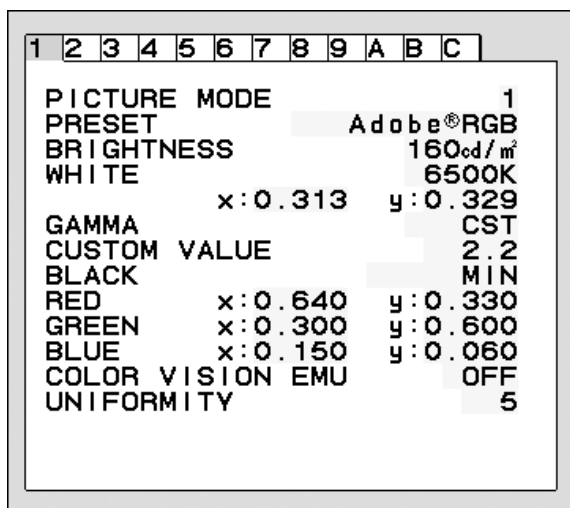 1 2 3 4 5 6 7 8 9 A B C
PICTURE MODE 1
PRESET Adobe®RGB
BRIGHTNESS 160cd/㎡
WHITE 6500K
x:0.313 y:0.329
GAMMA CST
CUSTOM VALUE 2.2
BLACK MIN
RED x:0.640 y:0.330
GREEN x:0.300 y:0.600
BLUE x:0.150 y:0.060
COLOR VISION EMU OFF
UNIFORMITY 5